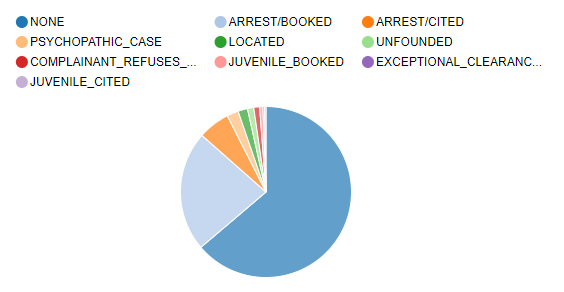 NONE ARREST/BOOKED ARREST/CITED
PSYCHOPATHIC_CASE LOCATED UNFOUNDED
COMPLAINANT_REFUSES_... JUVENILE_BOOKED EXCEPTIONAL_CLEARANC...
JUVENILE_CITED